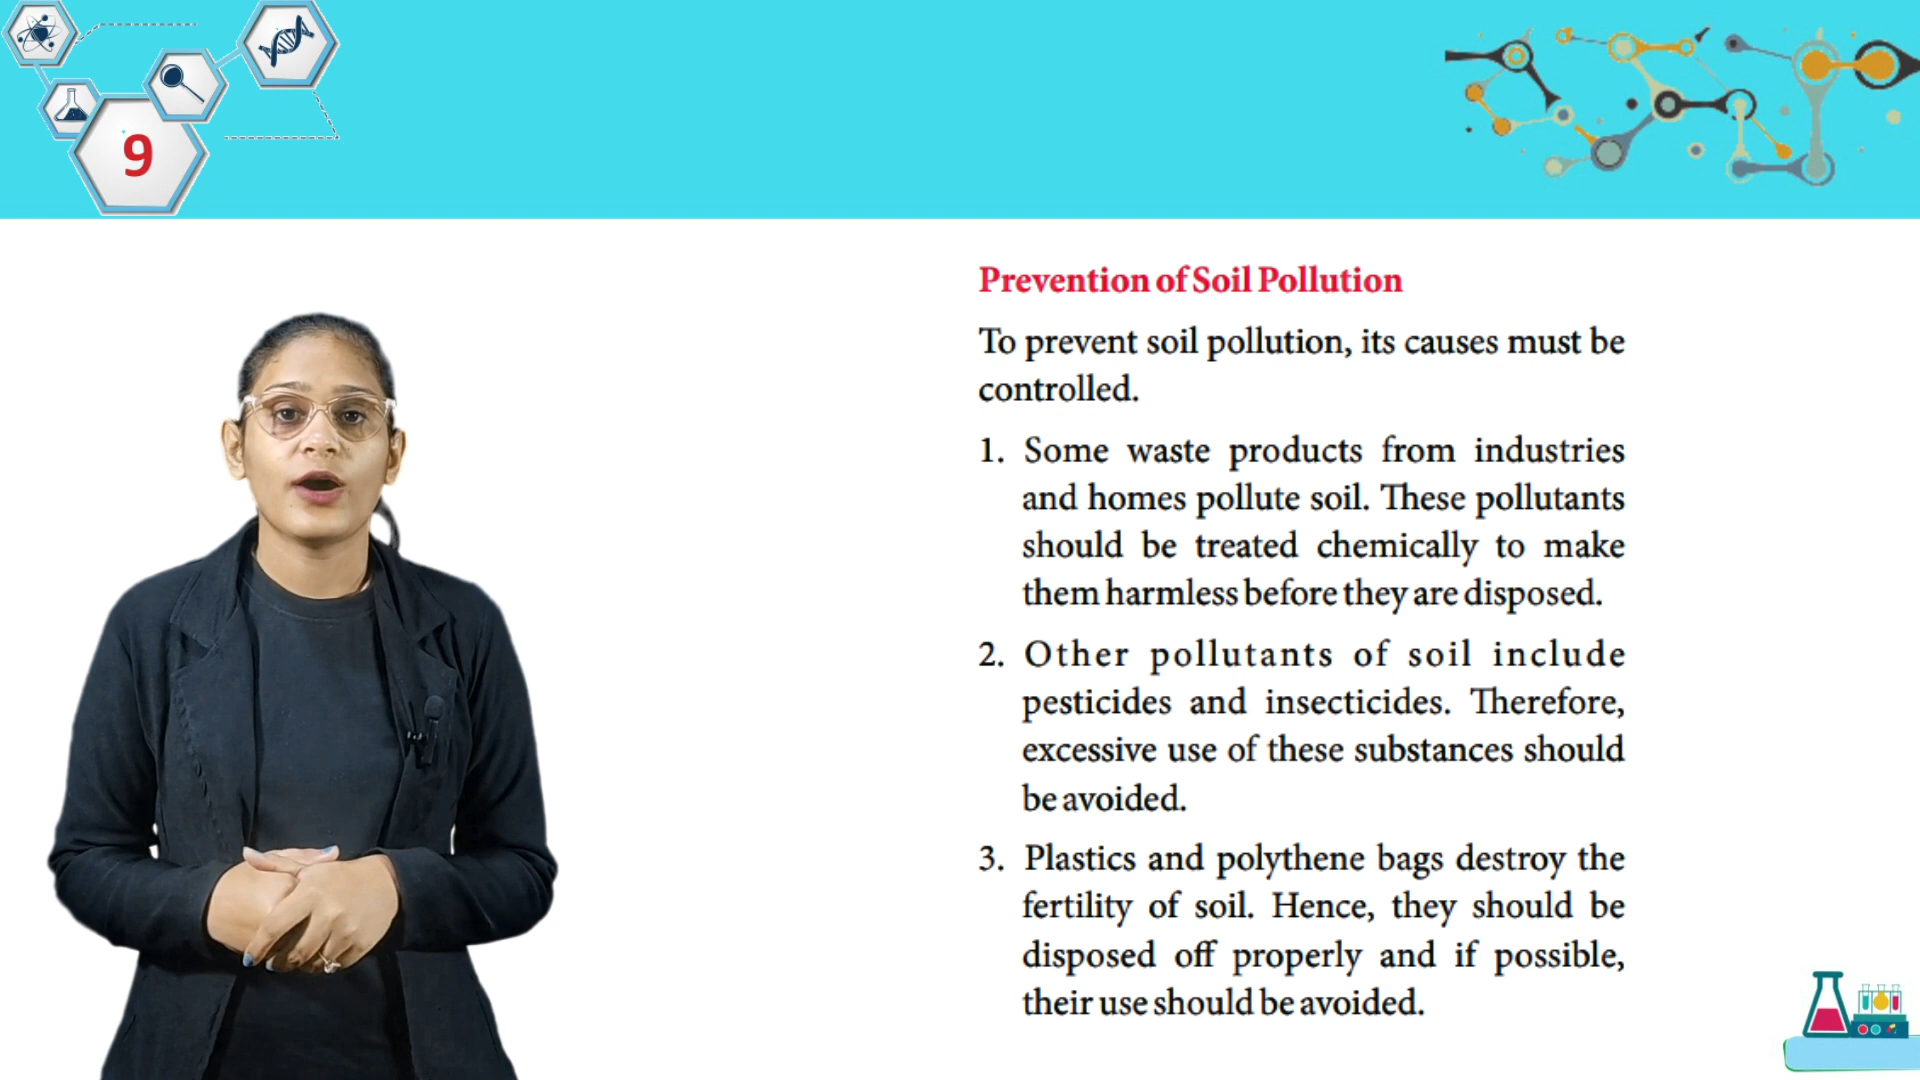 9
Prevention of Soil Pollution
To prevent soil pollution, its causes must be
controlled.
1. Some waste products from industries
and homes pollute soil. These pollutants
should be treated chemically to make
them harmless before they are disposed.
2. Other pollutants of soil include
pesticides and insecticides. Therefore,
excessive use of these substances should
be avoided.
3. Plastics and polythene bags destroy the
fertility of soil. Hence, they should be
disposed off properly and if possible,
their use should be avoided.